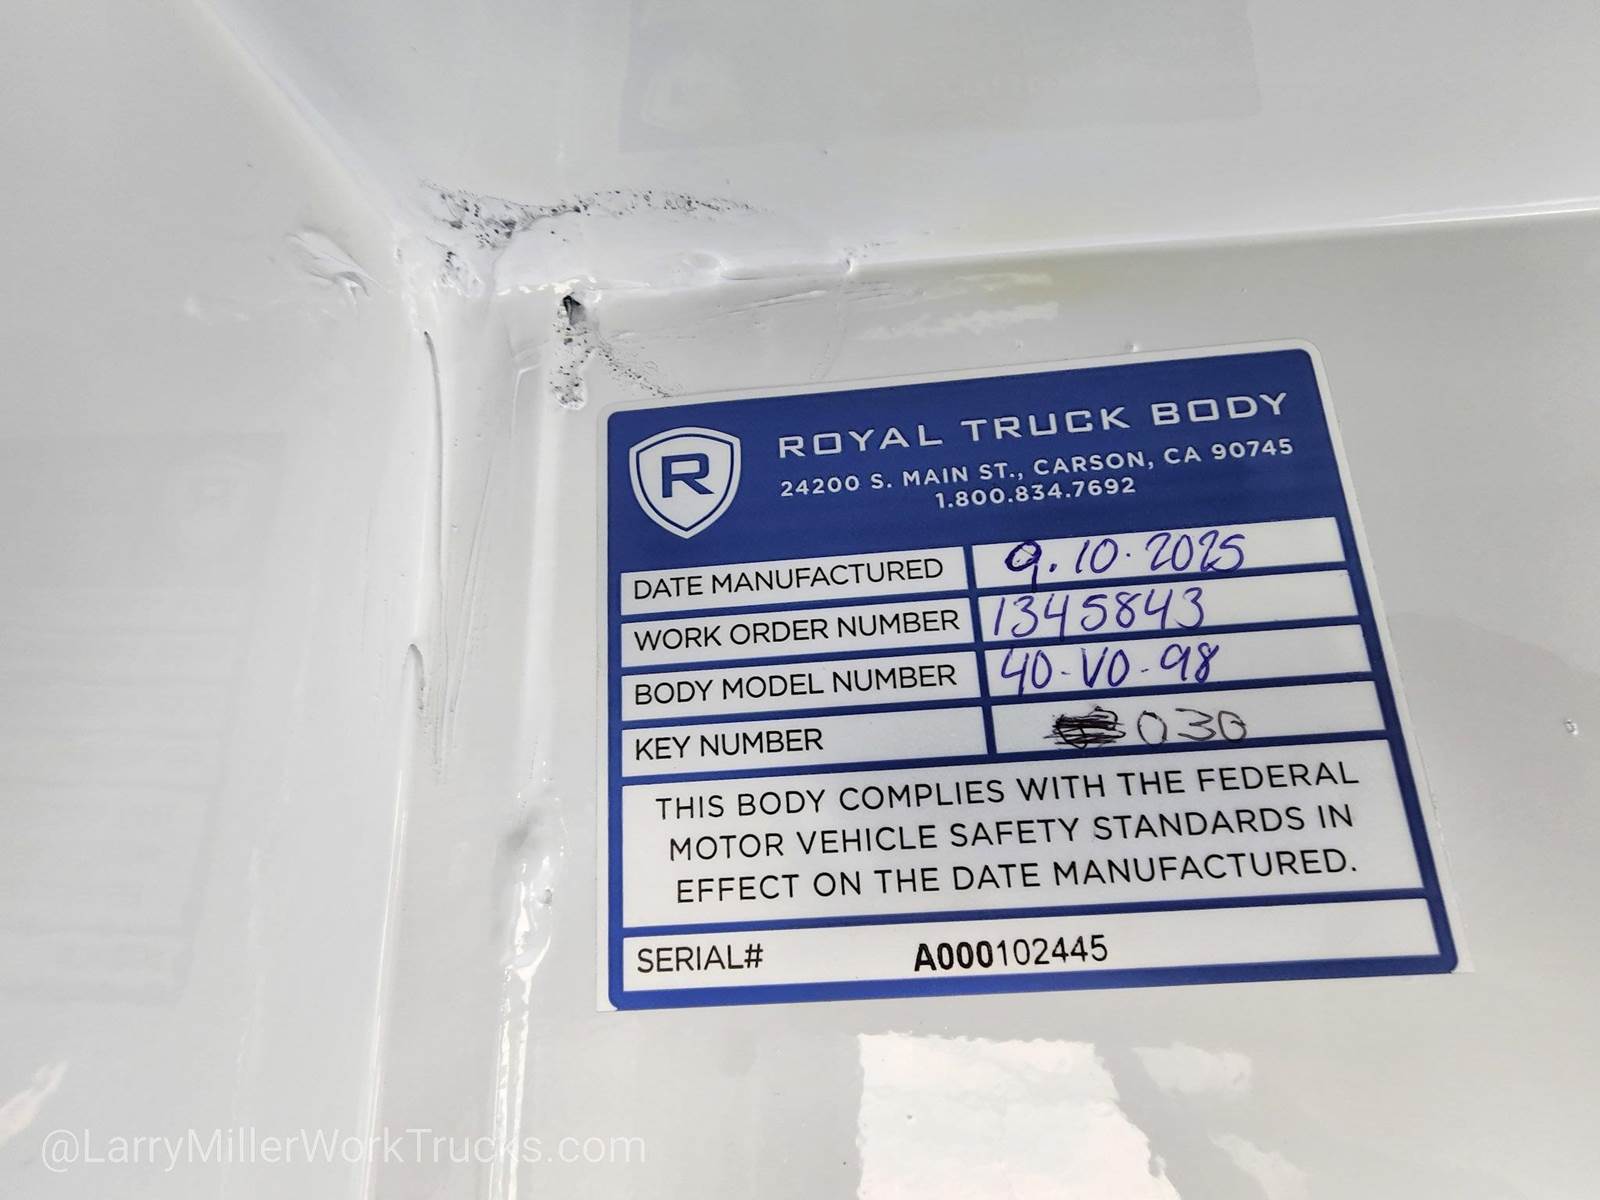 R
ROYAL TRUCK BODY
24200 S. MAIN ST., CARSON, CA 90745
1.800.834.7692
DATE MANUFACTURED 9.10.2025
WORK ORDER NUMBER 1345843
BODY MODEL NUMBER 40-VO-98
KEY NUMBER 030
THIS BODY COMPLIES WITH THE FEDERAL
MOTOR VEHICLE SAFETY STANDARDS IN
EFFECT ON THE DATE MANUFACTURED.
SERIAL# A000102445
@LarryMillerWorkTrucks.com